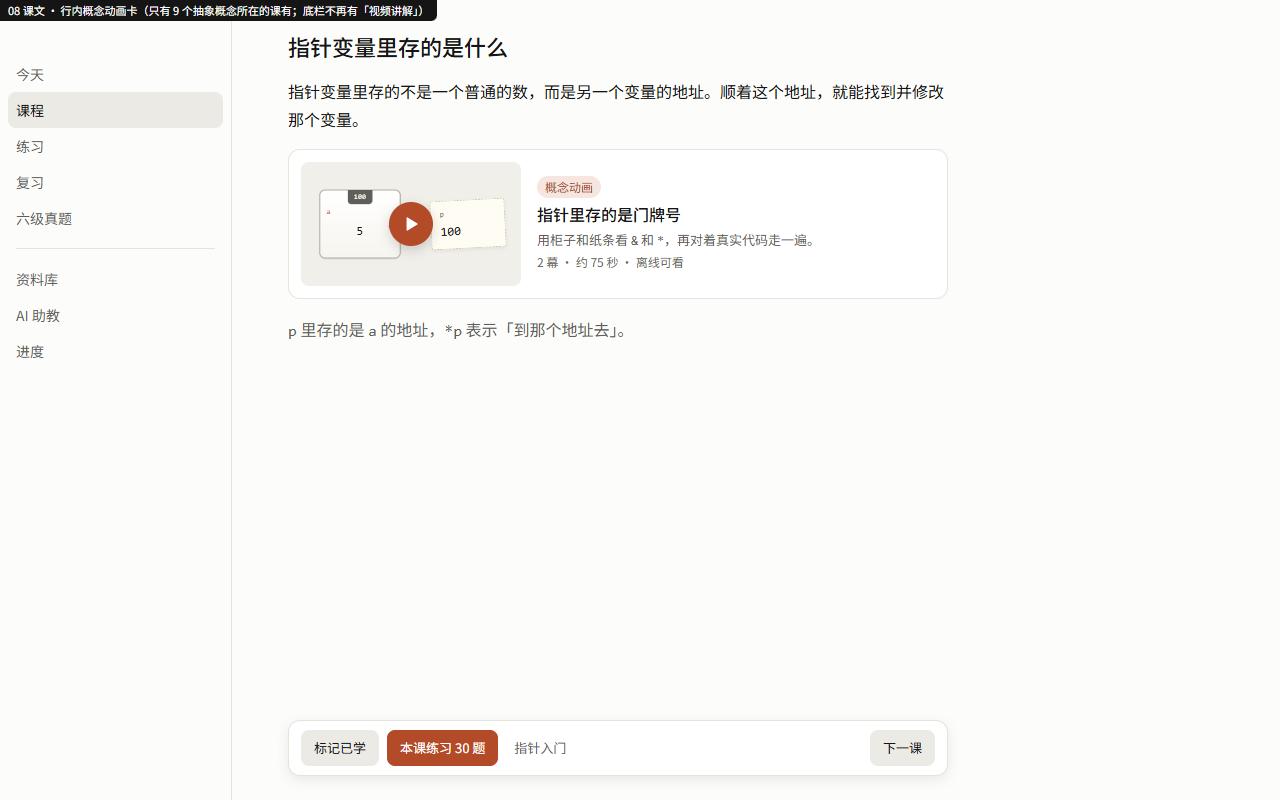 08 课文 · 行内概念动画卡（只有 9 个抽象概念所在的课有；底栏不再有「视频讲解」）
今天
课程
练习
复习
六级真题
资料库
AI 助教
进度
指针变量里存的是什么
指针变量里存的不是一个普通的数，而是另一个变量的地址。顺着这个地址，就能找到并修改
那个变量。
100
a
5
p
100
概念动画
指针里存的是门牌号
用柜子和纸条看 & 和 *，再对着真实代码走一遍。
2 幕 · 约 75 秒 · 离线可看
p 里存的是 a 的地址，*p 表示「到那个地址去」。
标记已学
本课练习 30 题
指针入门
下一课